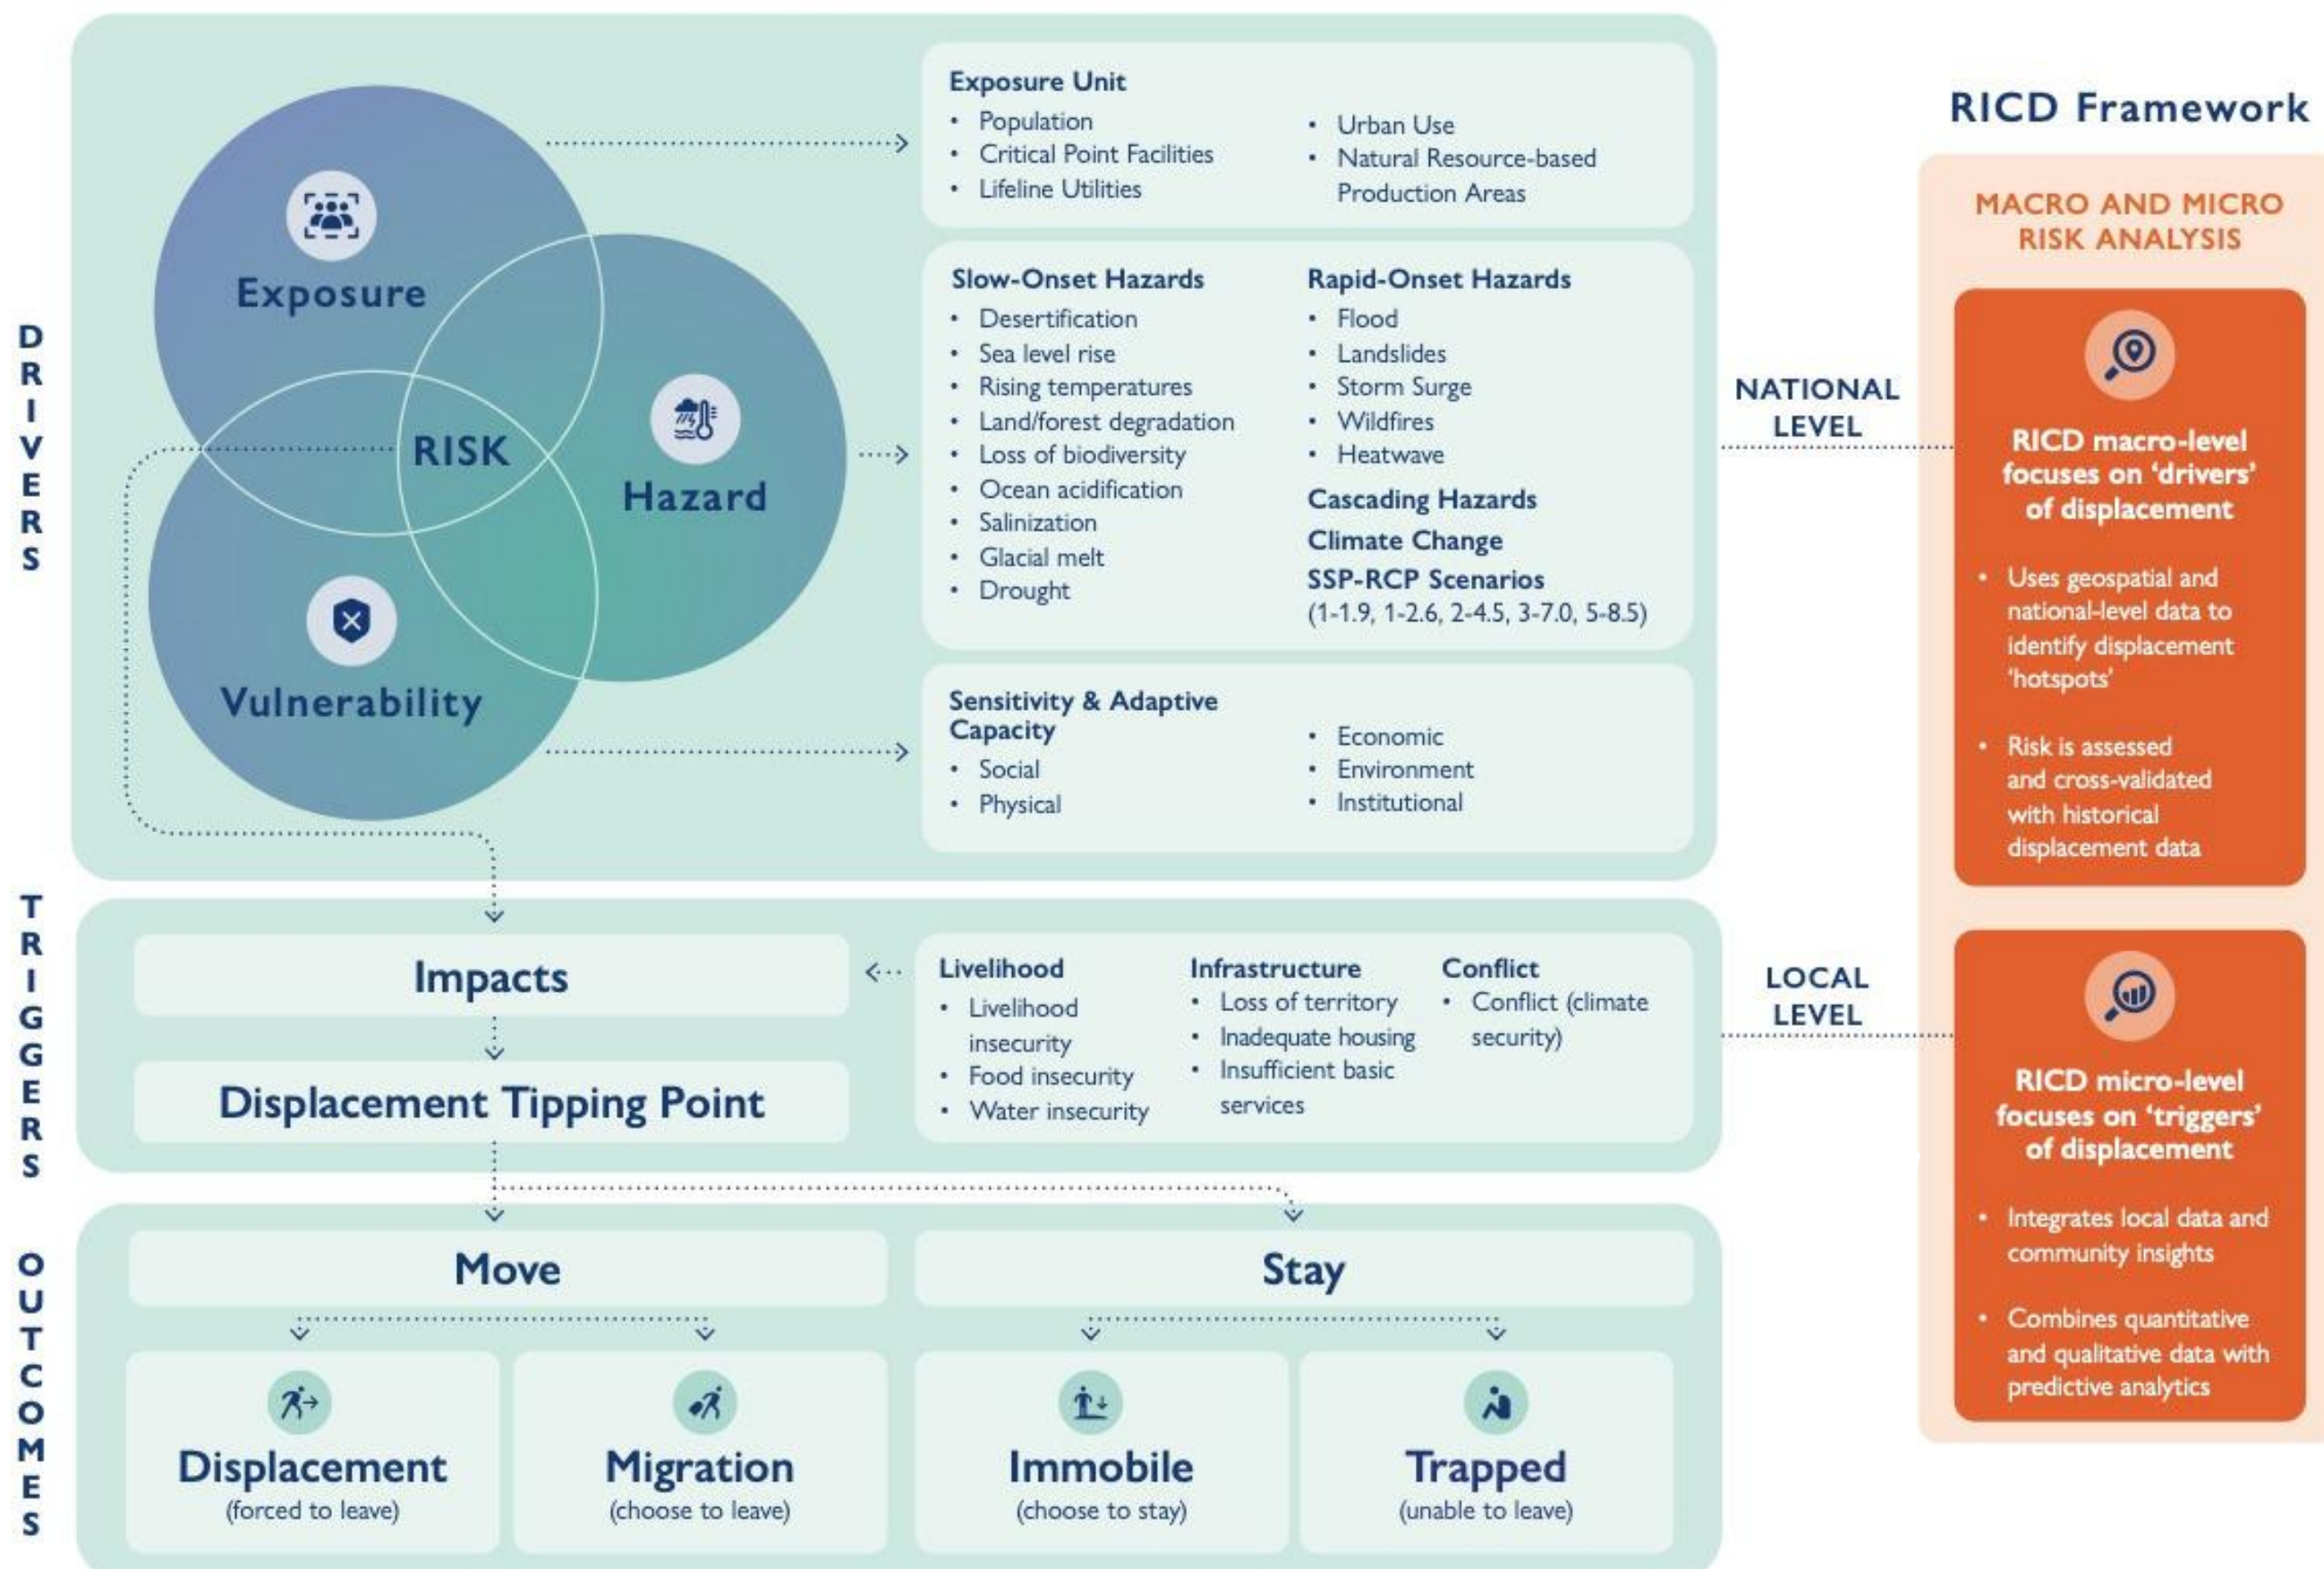 DRIVERS
Exposure
RISK
Hazard
Vulnerability
Exposure Unit
• Population
• Critical Point Facilities
• Lifeline Utilities
• Urban Use
• Natural Resource-based
Production Areas
Slow-Onset Hazards
• Desertification
• Sea level rise
• Rising temperatures
• Land/forest degradation
• Loss of biodiversity
• Ocean acidification
• Salinization
• Glacial melt
• Drought
Rapid-Onset Hazards
• Flood
• Landslides
• Storm Surge
• Wildfires
• Heatwave
Cascading Hazards
Climate Change
SSP-RCP Scenarios
(1-1.9, 1-2.6, 2-4.5, 3-7.0, 5-8.5)
Sensitivity & Adaptive
Capacity
• Social
• Physical
• Economic
• Environment
• Institutional
NATIONAL
LEVEL
TRIGGERS
Impacts
Displacement Tipping Point
Livelihood
• Livelihood
insecurity
• Food insecurity
• Water insecurity
Infrastructure
• Loss of territory
• Inadequate housing
• Insufficient basic
services
Conflict
• Conflict (climate
security)
LOCAL
LEVEL
OUTCOMES
Move
Stay
Displacement
(forced to leave)
Migration
(choose to leave)
Immobile
(choose to stay)
Trapped
(unable to leave)
RICD Framework
MACRO AND MICRO
RISK ANALYSIS
RICD macro-level
focuses on ‘drivers’
of displacement
• Uses geospatial and
national-level data to
identify displacement
‘hotspots’
• Risk is assessed
and cross-validated
with historical
displacement data
RICD micro-level
focuses on ‘triggers’
of displacement
• Integrates local data and
community insights
• Combines quantitative
and qualitative data with
predictive analytics